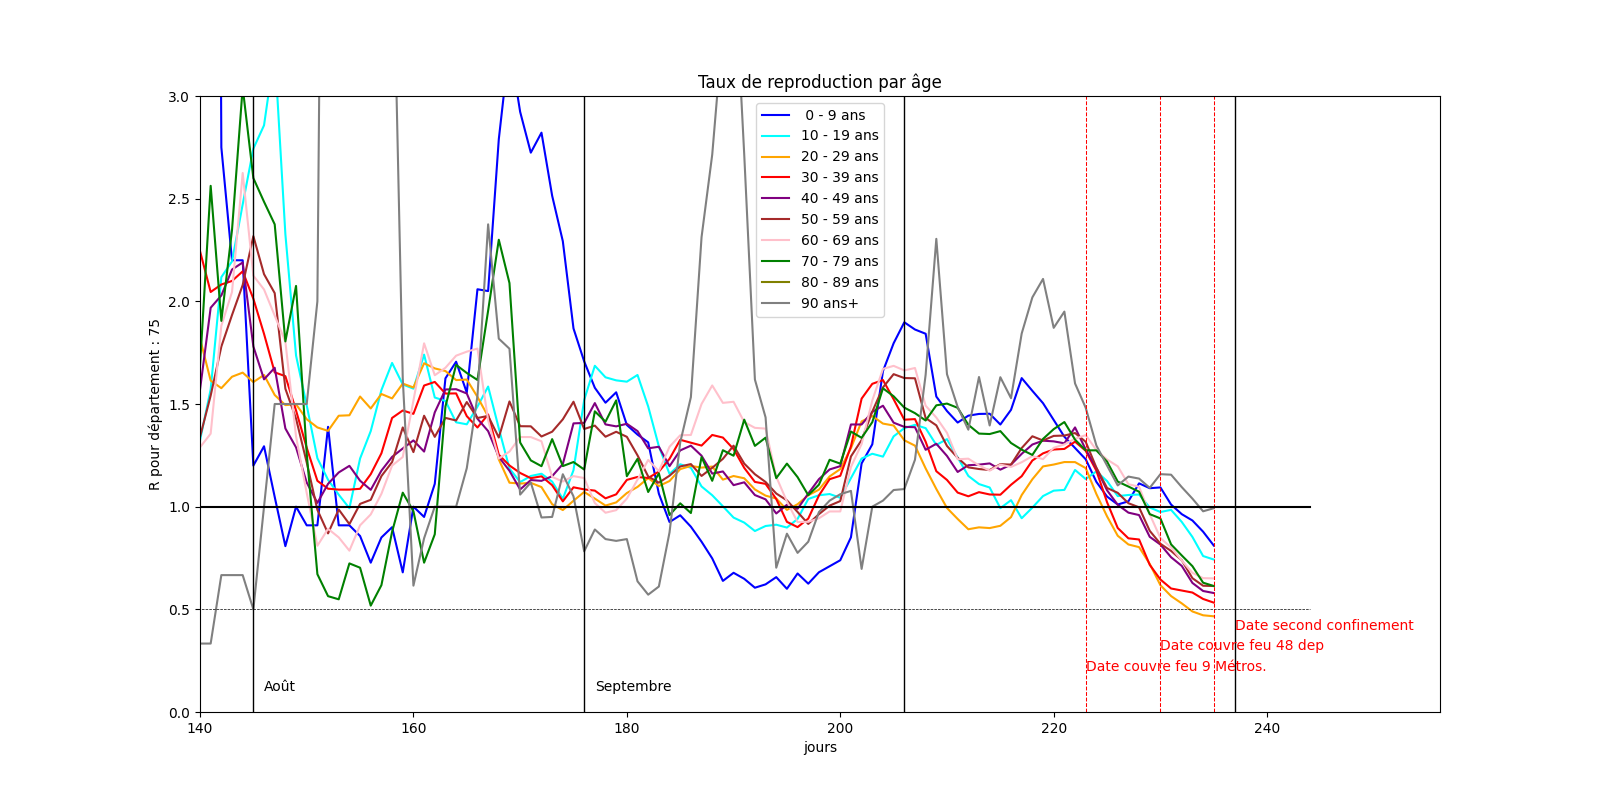 Taux de reproduction par âge
R pour département : 75
3.0
2.5
2.0
1.5
1.0
0.5
0.0
0 - 9 ans
10 - 19 ans
20 - 29 ans
30 - 39 ans
40 - 49 ans
50 - 59 ans
60 - 69 ans
70 - 79 ans
80 - 89 ans
90 ans+
Date second confinement
Date couvre feu 48 dep
Date couvre feu 9 Métros.
Août
Septembre
140
160
180
200
220
240
jours